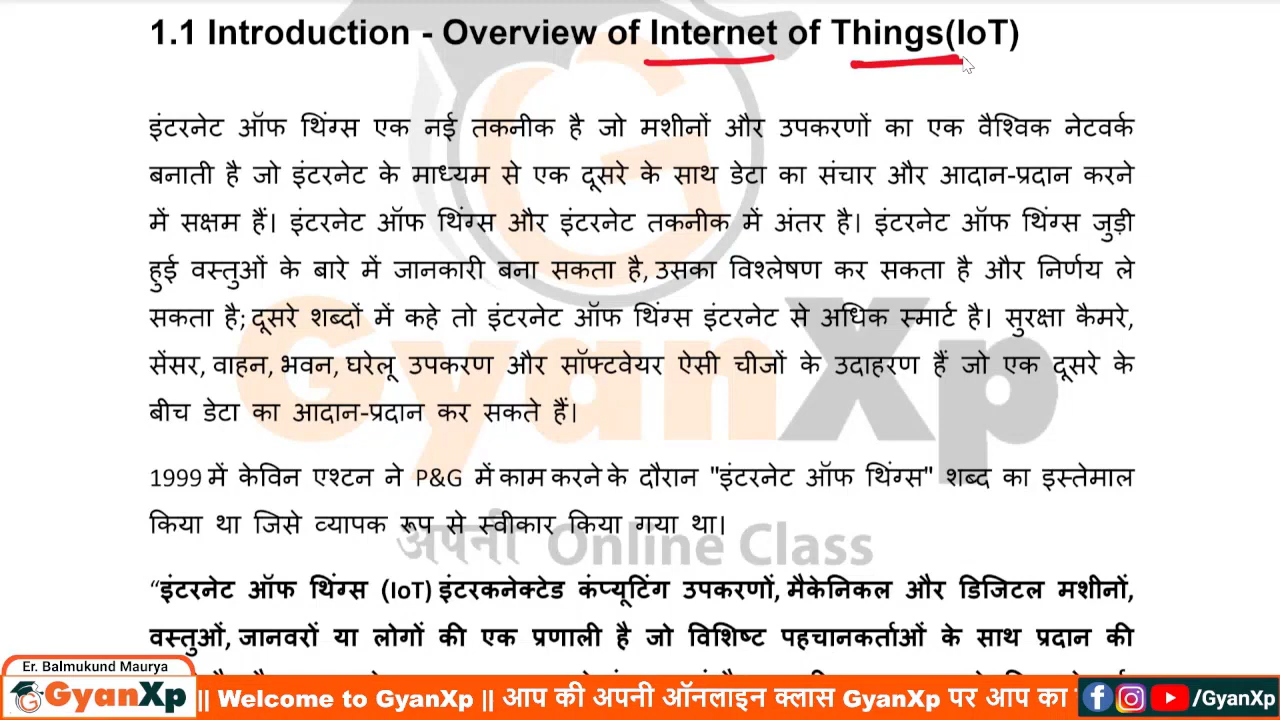 1.1 Introduction - Overview of Internet of Things(IoT)
इंटरनेट ऑफ थिंग्स एक नई तकनीक है जो मशीनों और उपकरणों का एक वैश्विक नेटवर्क
बनाती है जो इंटरनेट के माध्यम से एक दूसरे के साथ डेटा का संचार और आदान-प्रदान करने
में सक्षम हैं। इंटरनेट ऑफ थिंग्स और इंटरनेट तकनीक में अंतर है। इंटरनेट ऑफ थिंग्स जुड़ी
हुई वस्तुओं के बारे में जानकारी बना सकता है, उसका विश्लेषण कर सकता है और निर्णय ले
सकता है; दूसरे शब्दों में कहे तो इंटरनेट ऑफ थिंग्स इंटरनेट से अधिक स्मार्ट है। सुरक्षा कैमरे,
सेंसर, वाहन, भवन, घरेलू उपकरण और सॉफ्टवेयर ऐसी चीजों के उदाहरण हैं जो एक दूसरे के
बीच डेटा का आदान-प्रदान कर सकते हैं।
GyanXp
1999 में केविन एश्टन ने P&G में काम करने के दौरान "इंटरनेट ऑफ थिंग्स" शब्द का इस्तेमाल
किया था जिसे व्यापक रूप से स्वीकार किया गया था।
अपनी Online Class
“इंटरनेट ऑफ थिंग्स (IoT) इंटरकनेक्टेड कंप्यूटिंग उपकरणों, मैकेनिकल और डिजिटल मशीनों,
वस्तुओं, जानवरों या लोगों की एक प्रणाली है जो विशिष्ट पहचानकर्ताओं के साथ प्रदान की
Er. Balmukund Maurya
GyanXp || Welcome to GyanXp || आप की अपनी ऑनलाइन क्लास GyanXp पर आप का /GyanXp